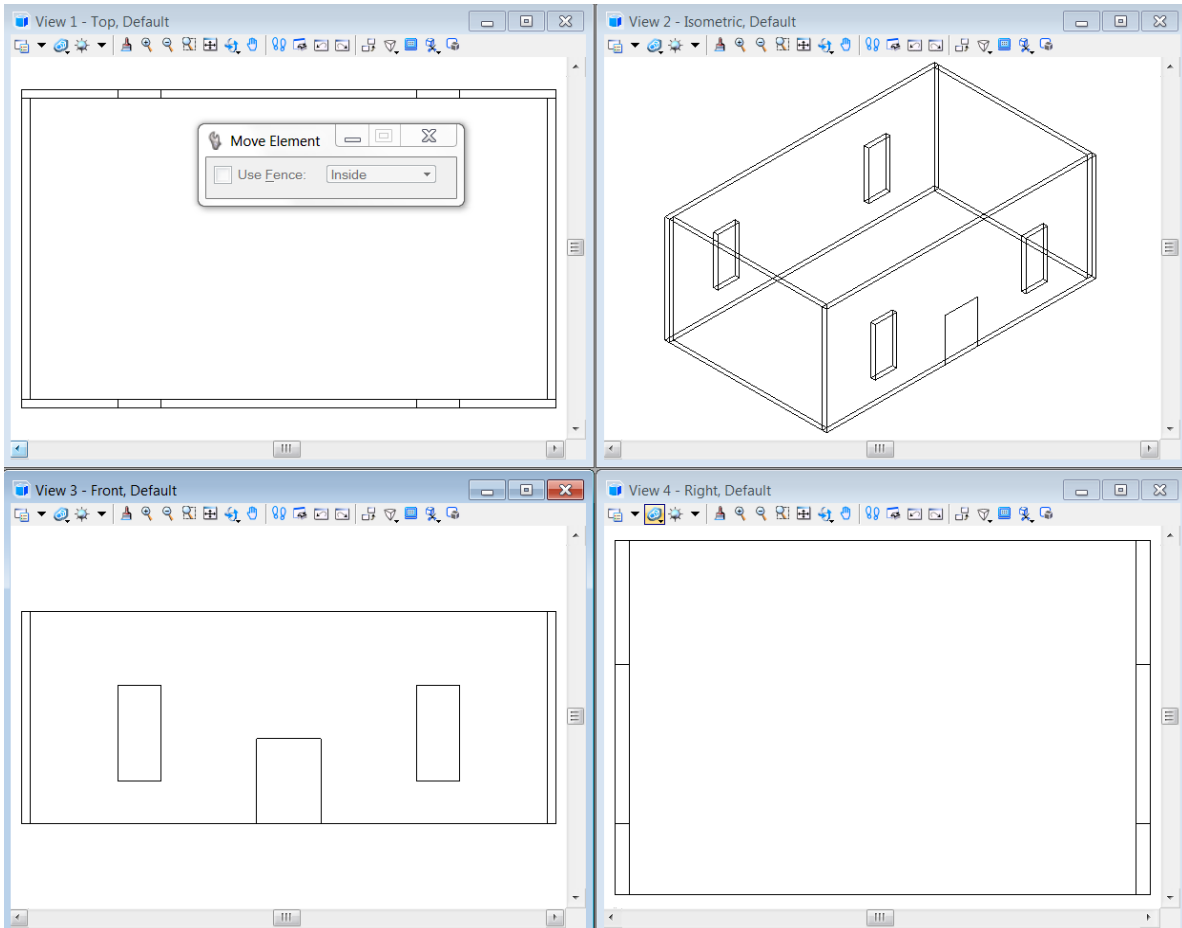 View 1 - Top, Default
Move Element
Use Fence: Inside
View 2 - Isometric, Default
View 3 - Front, Default
View 4 - Right, Default